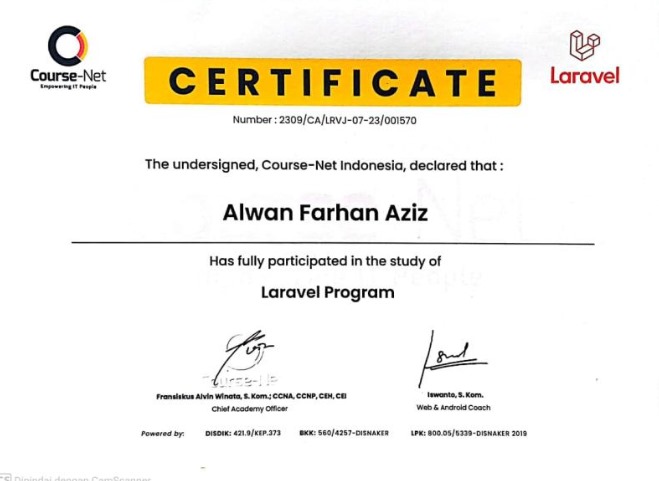 Course-Net
Empowering IT People
Laravel
CERTIFICATE
Number : 2309/CA/LRVJ-07-23/001570
The undersigned, Course-Net Indonesia, declared that :
Alwan Farhan Aziz
Has fully participated in the study of
Laravel Program
Fransiskus Alvin Winata, S. Kom.; CCNA, CCNP, CEH, CEI
Chief Academy Officer
Iswanto, S. Kom.
Web & Android Coach
Powered by: DISDIK: 421.9/KEP.373 BKK: 560/4257-DISNAKER LPK: 800.05/5339-DISNAKER 2019
CS Dipindai dengan CamScanner